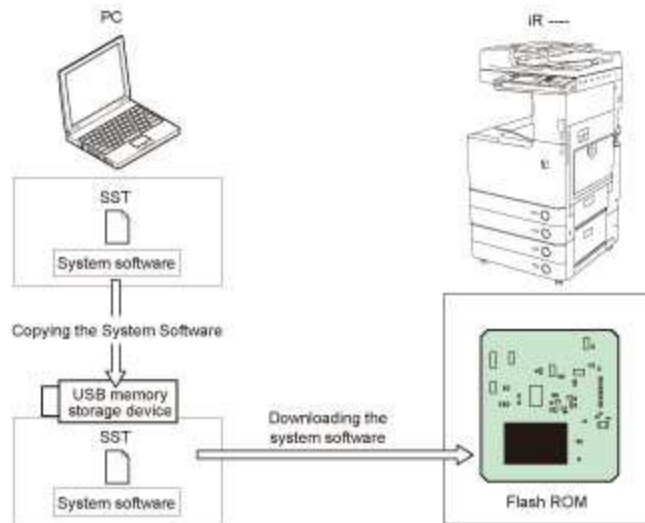 PC
iR ----
SST
System software
Copying the System Software
USB memory
storage device
SST
System software
Downloading the
system software
Flash ROM